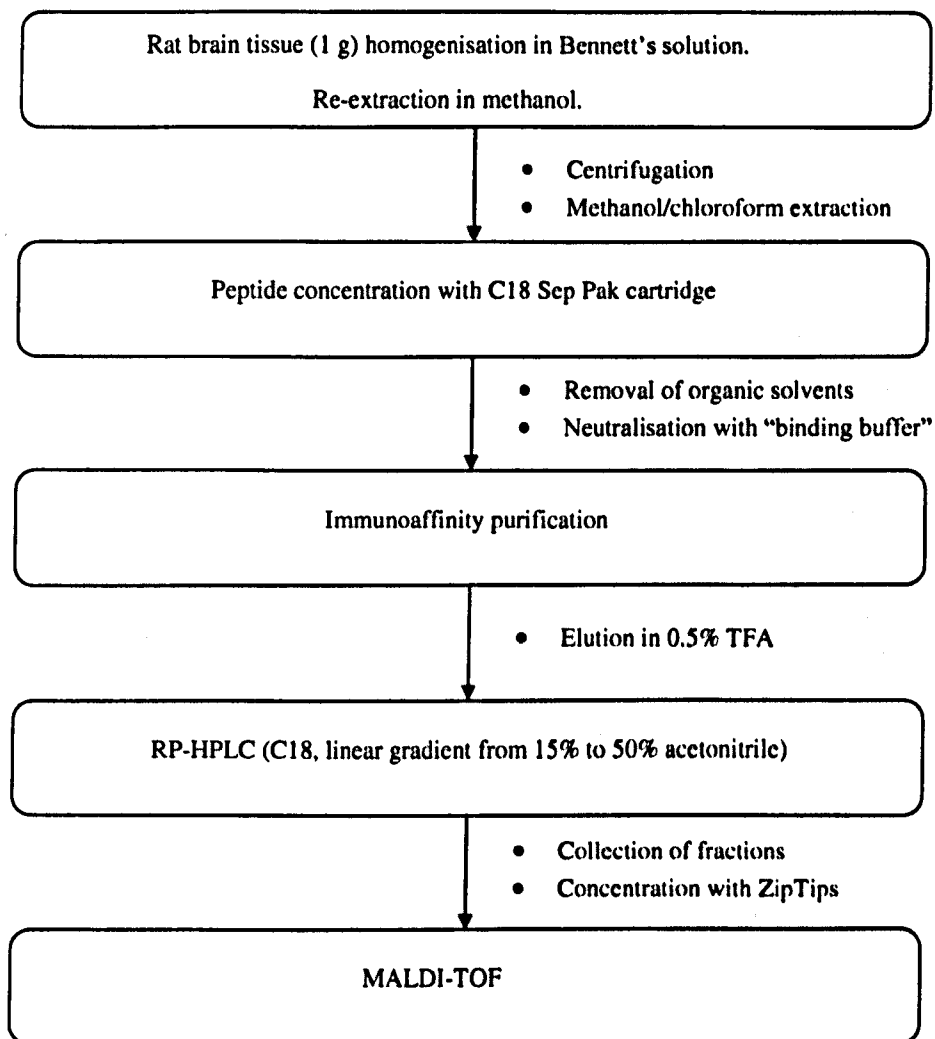 Rat brain tissue (1 g) homogenisation in Bennett's solution.
Re-extraction in methanol.
• Centrifugation
• Methanol/chloroform extraction
Peptide concentration with C18 Sep Pak cartridge
• Removal of organic solvents
• Neutralisation with “binding buffer”
Immunoaffinity purification
• Elution in 0.5% TFA
RP-HPLC (C18, linear gradient from 15% to 50% acetonitrile)
• Collection of fractions
• Concentration with ZipTips
MALDI-TOF